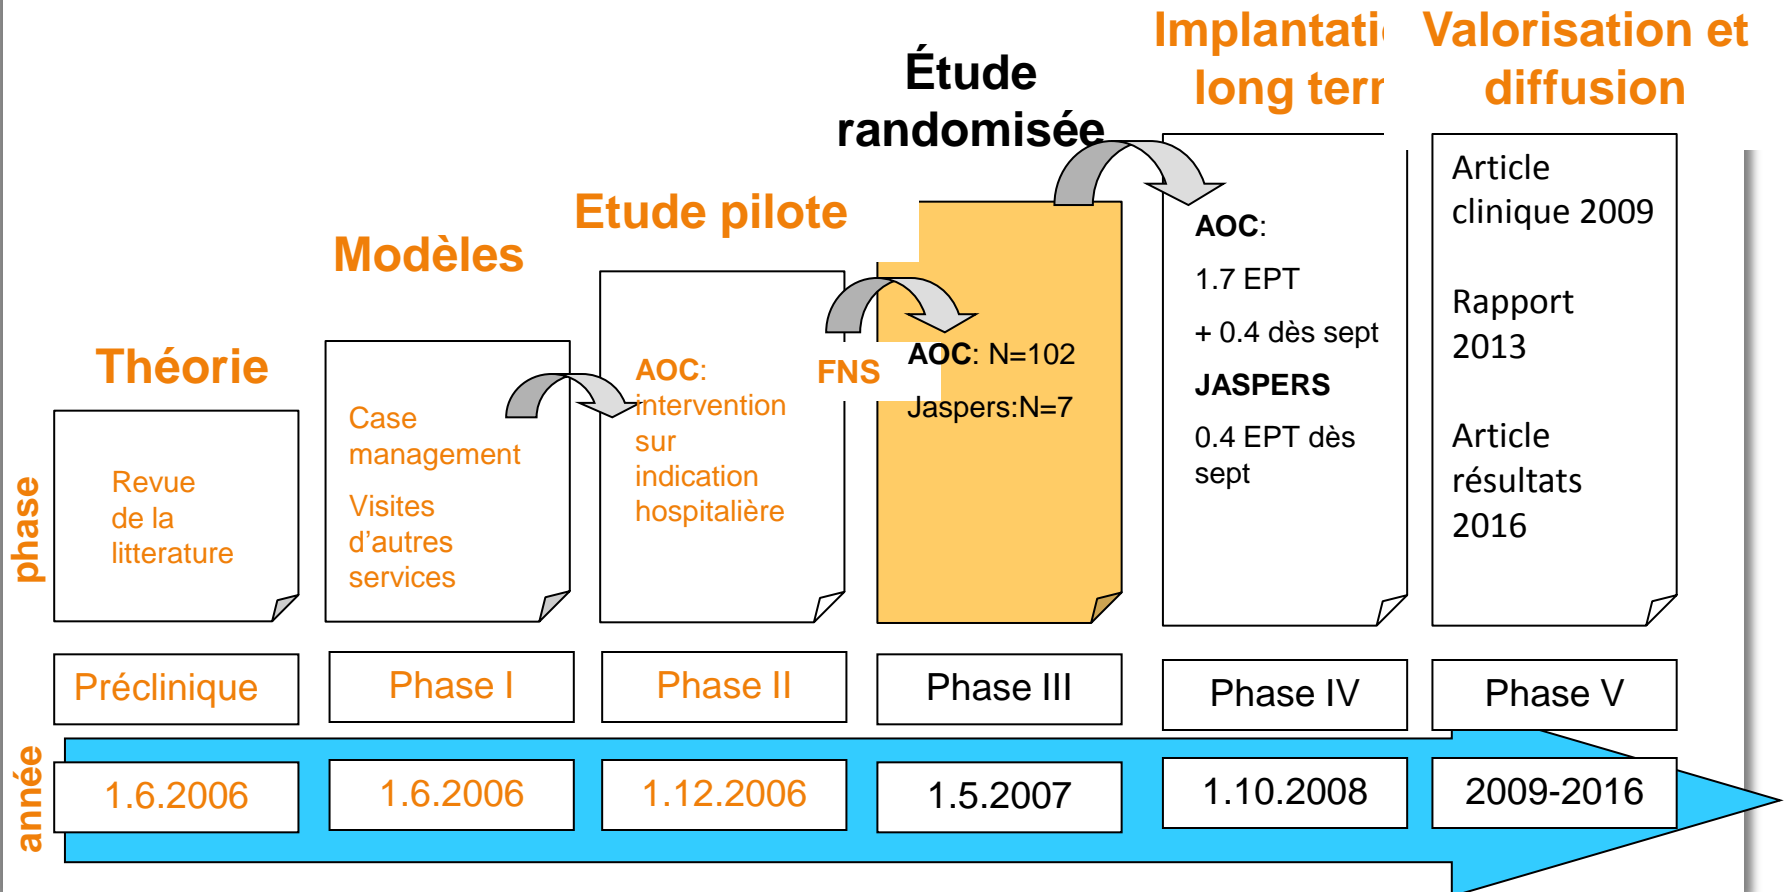 Théorie
Revue
de la
litterature
Modèles
Case
management
Visites
d'autres
services
Etude pilote
AOC:
intervention
sur
indication
hospitalière
FNS
Étude
randomisée
AOC: N=102
Jaspers:N=7
Implantati
long terr
AOC:
1.7 EPT
+ 0.4 dès sept
JASPERS
0.4 EPT dès
sept
Valorisation et
diffusion
Article
clinique 2009
Rapport
2013
Article
résultats
2016
phase
Préclinique
Phase I
Phase II
Phase III
Phase IV
Phase V
année
1.6.2006
1.6.2006
1.12.2006
1.5.2007
1.10.2008
2009-2016